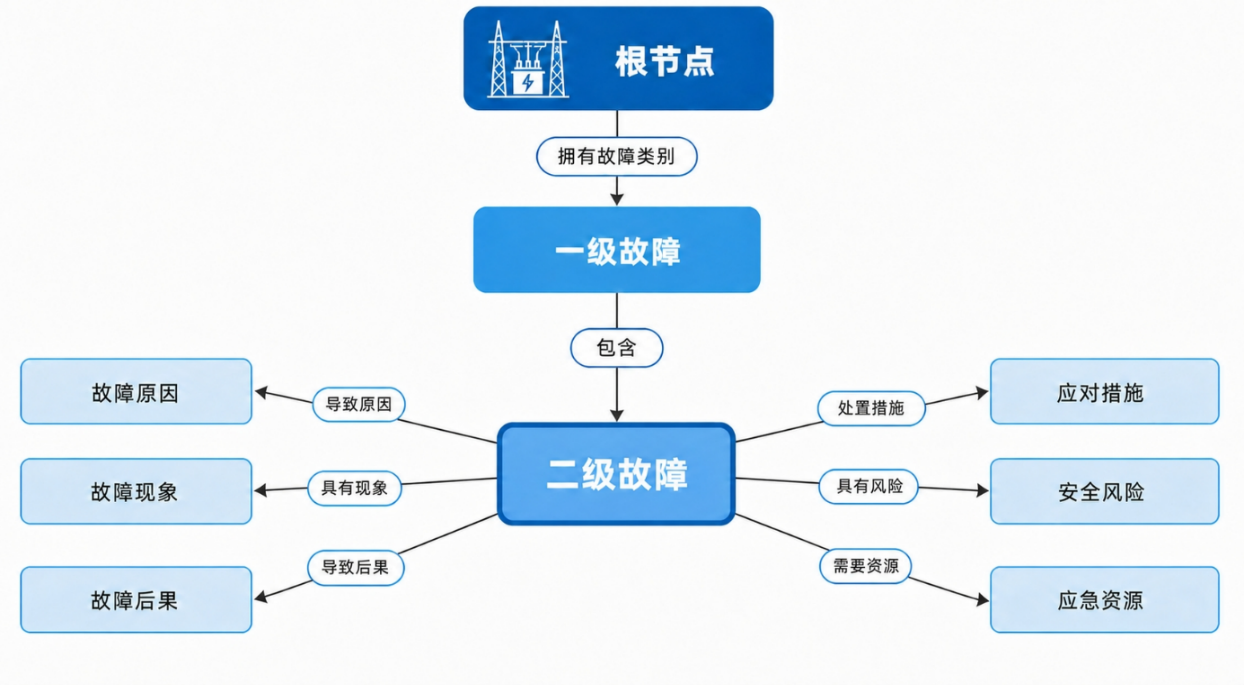 根节点
拥有故障类别
一级故障
包含
故障原因
导致原因
处置措施
应对措施
二级故障
故障现象
具有现象
具有风险
安全风险
故障后果
导致后果
需要资源
应急资源